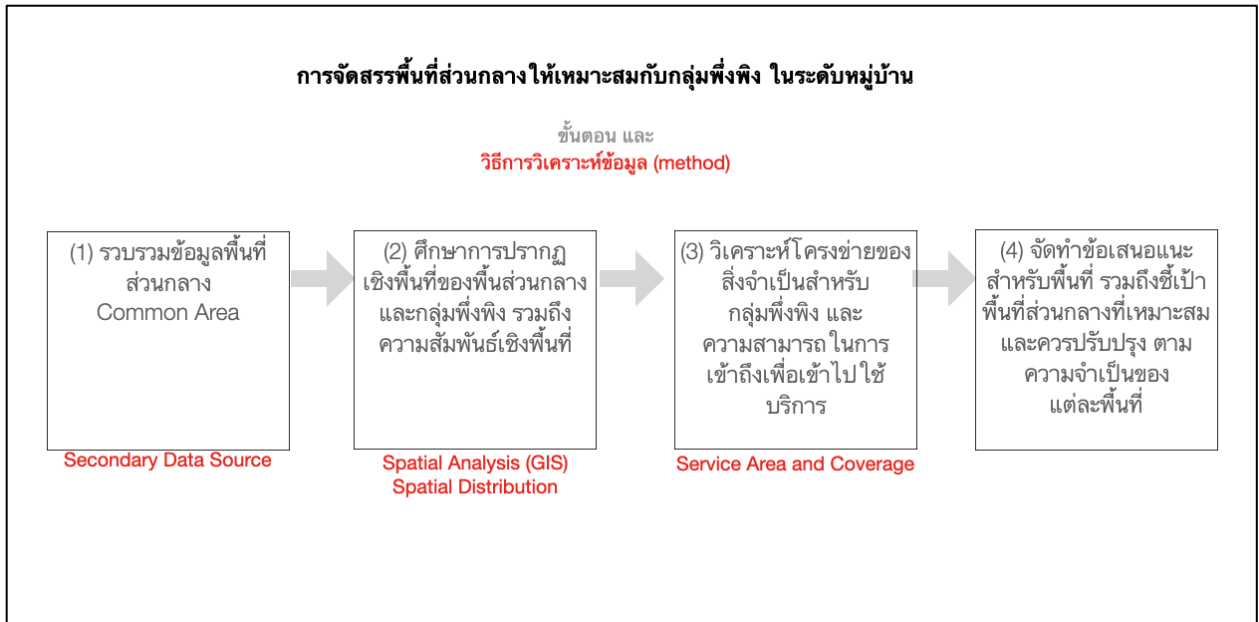 การจัดสรรพื้นที่ส่วนกลางให้เหมาะสมกับกลุ่มพึ่งพิง ในระดับหมู่บ้าน
ขั้นตอน และ
วิธีการวิเคราะห์ข้อมูล (method)
(1) รวบรวมข้อมูลพื้นที่
ส่วนกลาง
Common Area
Secondary Data Source
(2) ศึกษาการปรากฏ
เชิงพื้นที่ของพื้นส่วนกลาง
และกลุ่มพึ่งพิง รวมถึง
ความสัมพันธ์เชิงพื้นที่
Spatial Analysis (GIS)
Spatial Distribution
(3) วิเคราะห์โครงข่ายของ
สิ่งจำเป็นสำหรับ
กลุ่มพึ่งพิง และ
ความสามารถในการ
เข้าถึงเพื่อเข้าไปใช้
บริการ
Service Area and Coverage
(4) จัดทำข้อเสนอแนะ
สำหรับพื้นที่ รวมถึงชี้เป้า
พื้นที่ส่วนกลางที่เหมาะสม
และควรปรับปรุง ตาม
ความจำเป็นของ
แต่ละพื้นที่